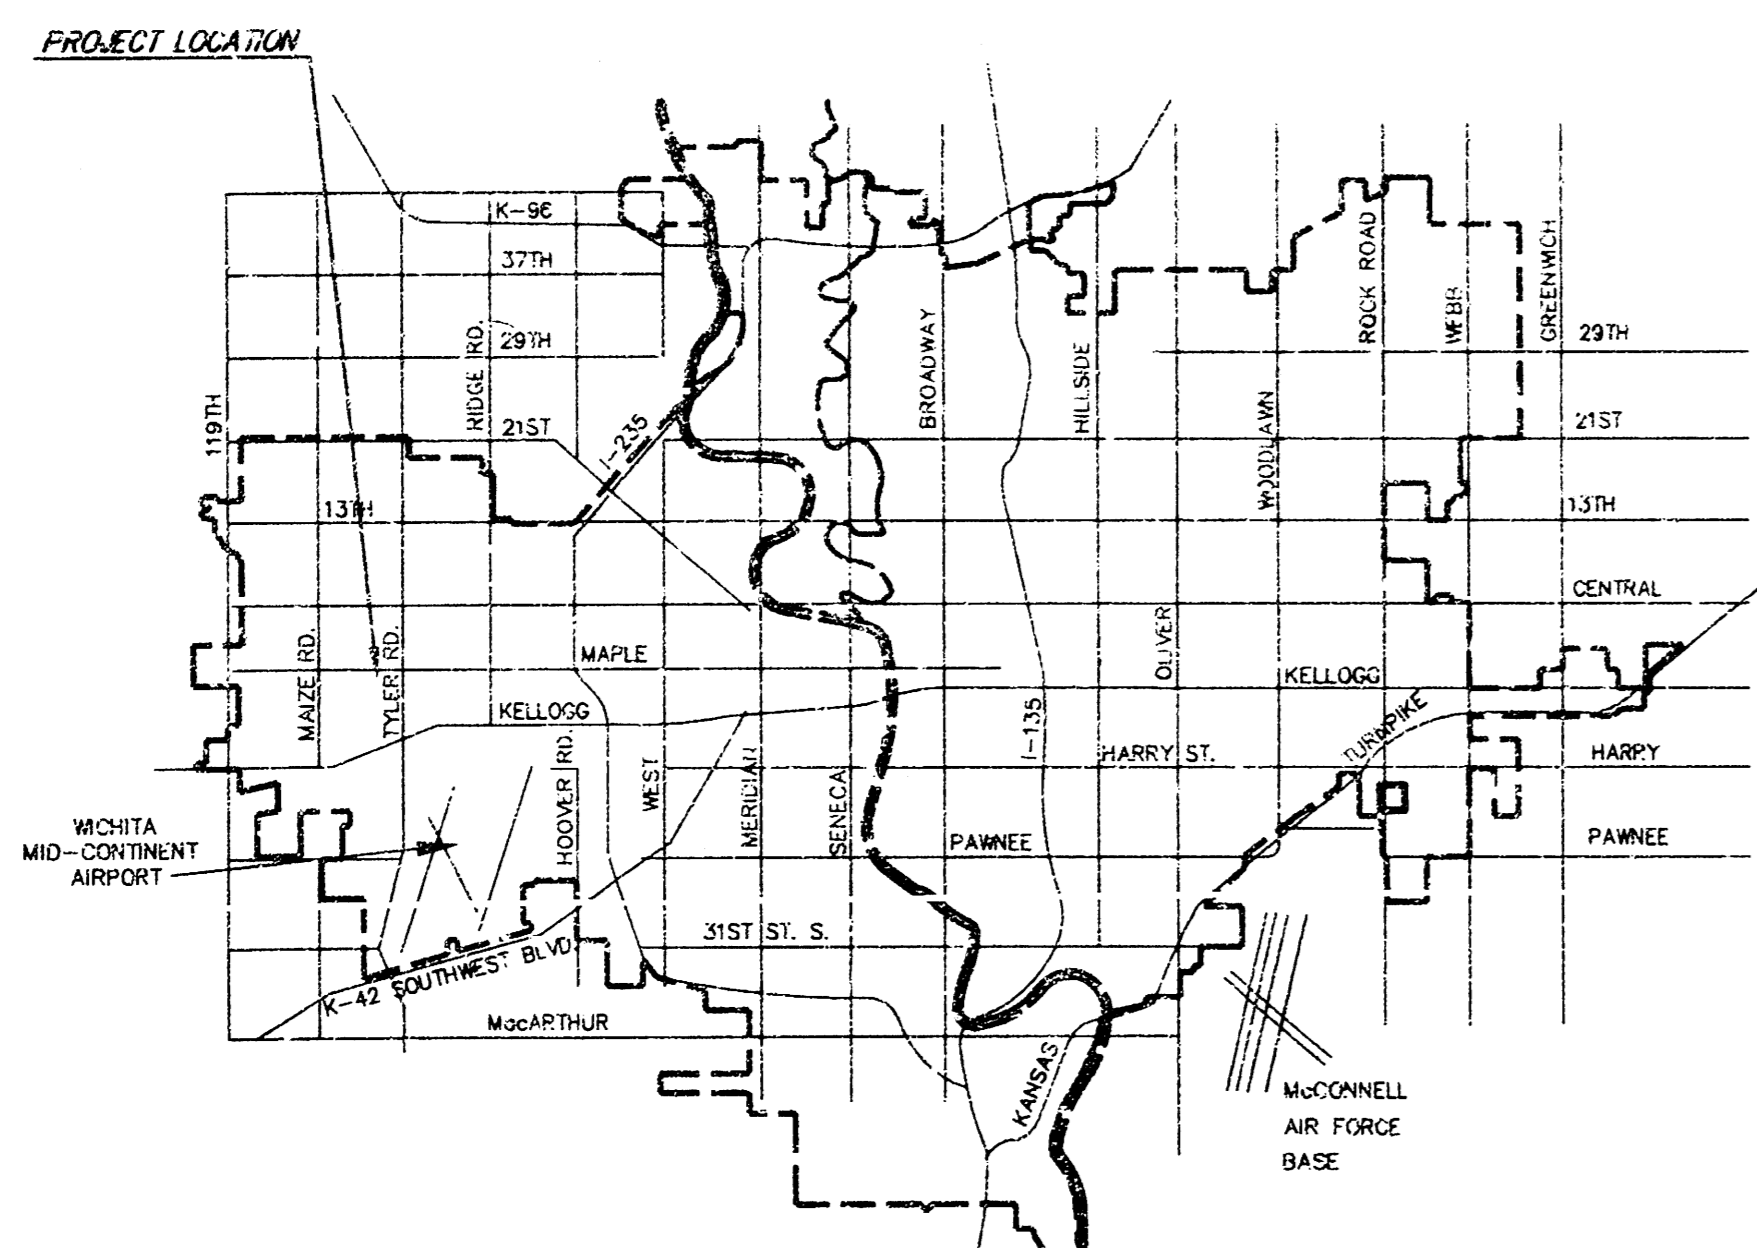 PROJECT LOCATION
K-96
37TH
29TH
RIDGE RD.
119TH
21ST
I-235
13TH
BROADWAY
HILLSIDE
WOODLAWN
ROCK ROAD
WEBB
GREENWICH
29TH
21ST
13TH
CENTRAL
MAIZE RD.
TYLER RD.
MAPLE
OLIVER
KELLOGG
KELLOGG
TURNPIKE
I-135
HARRY ST.
HARRY
HOOVER RD.
WEST
MERIDIAN
SENECA
WICHITA
MID-CONTINENT
AIRPORT
PAWNEE
PAWNEE
31ST ST. S.
K-42 SOUTHWEST BLVD.
MacARTHUR
KANSAS
McCONNELL
AIR FORCE
BASE